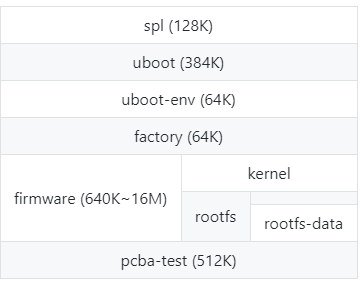 spl (128K)
uboot (384K)
uboot-env (64K)
factory (64K)
firmware (640K~16M)
kernel
rootfs
rootfs-data
pcba-test (512K)